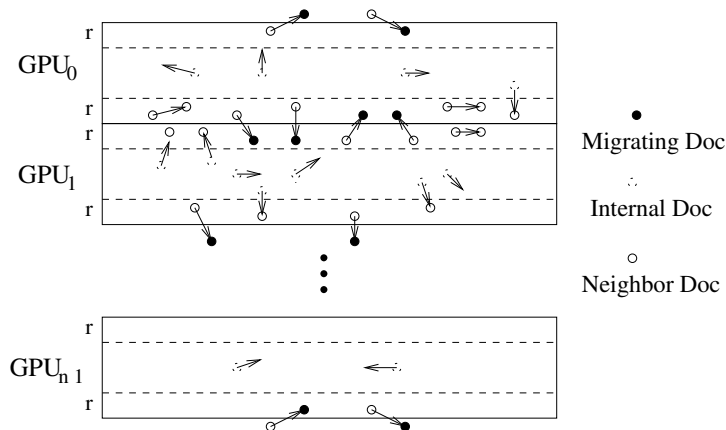 r
GPU0
r
r
GPU1
r
r
GPUn 1
r
Migrating Doc
Internal Doc
Neighbor Doc